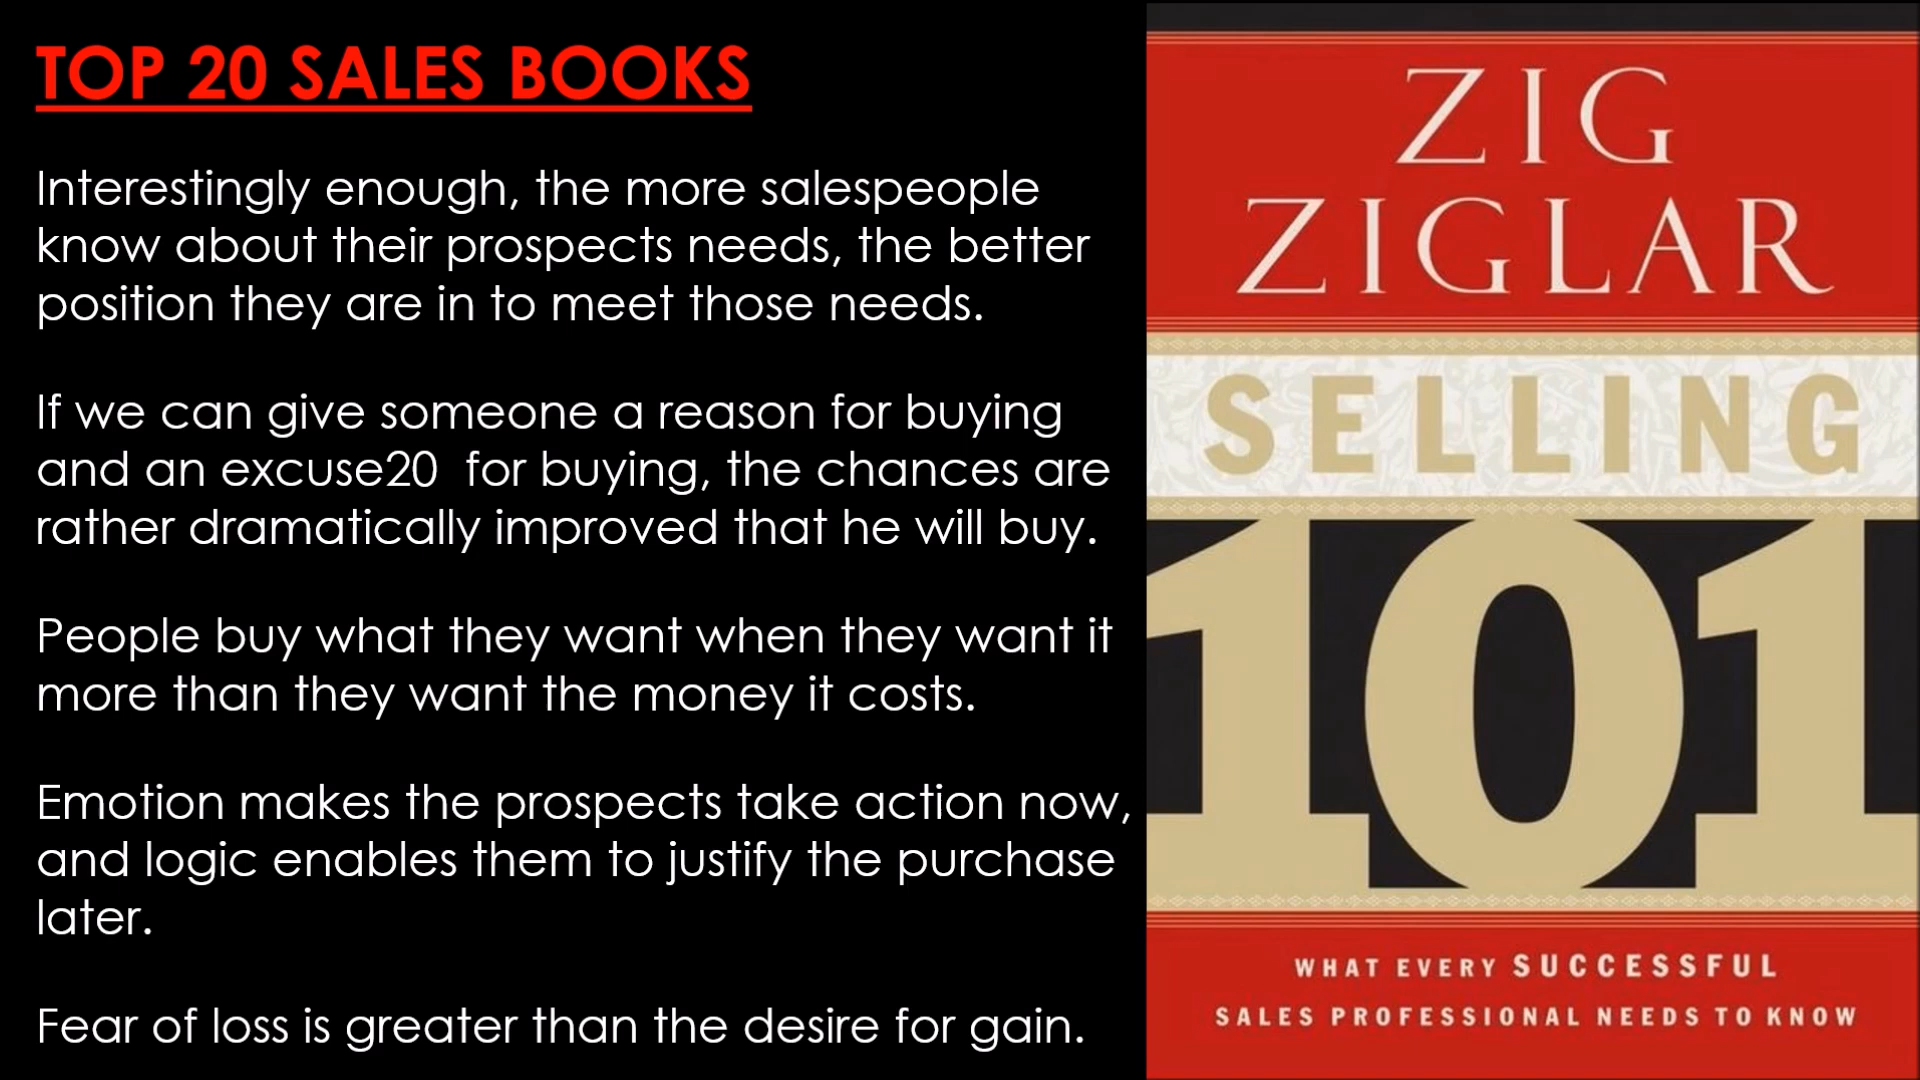 TOP 20 SALES BOOKS
Interestingly enough, the more salespeople
know about their prospects needs, the better
position they are in to meet those needs.
If we can give someone a reason for buying
and an excuse20  for buying, the chances are
rather dramatically improved that he will buy.
People buy what they want when they want it
more than they want the money it costs.
Emotion makes the prospects take action now,
and logic enables them to justify the purchase
later.
Fear of loss is greater than the desire for gain.
ZIG
ZIGLAR
SELLING
101
WHAT EVERY SUCCESSFUL
SALES PROFESSIONAL NEEDS TO KNOW